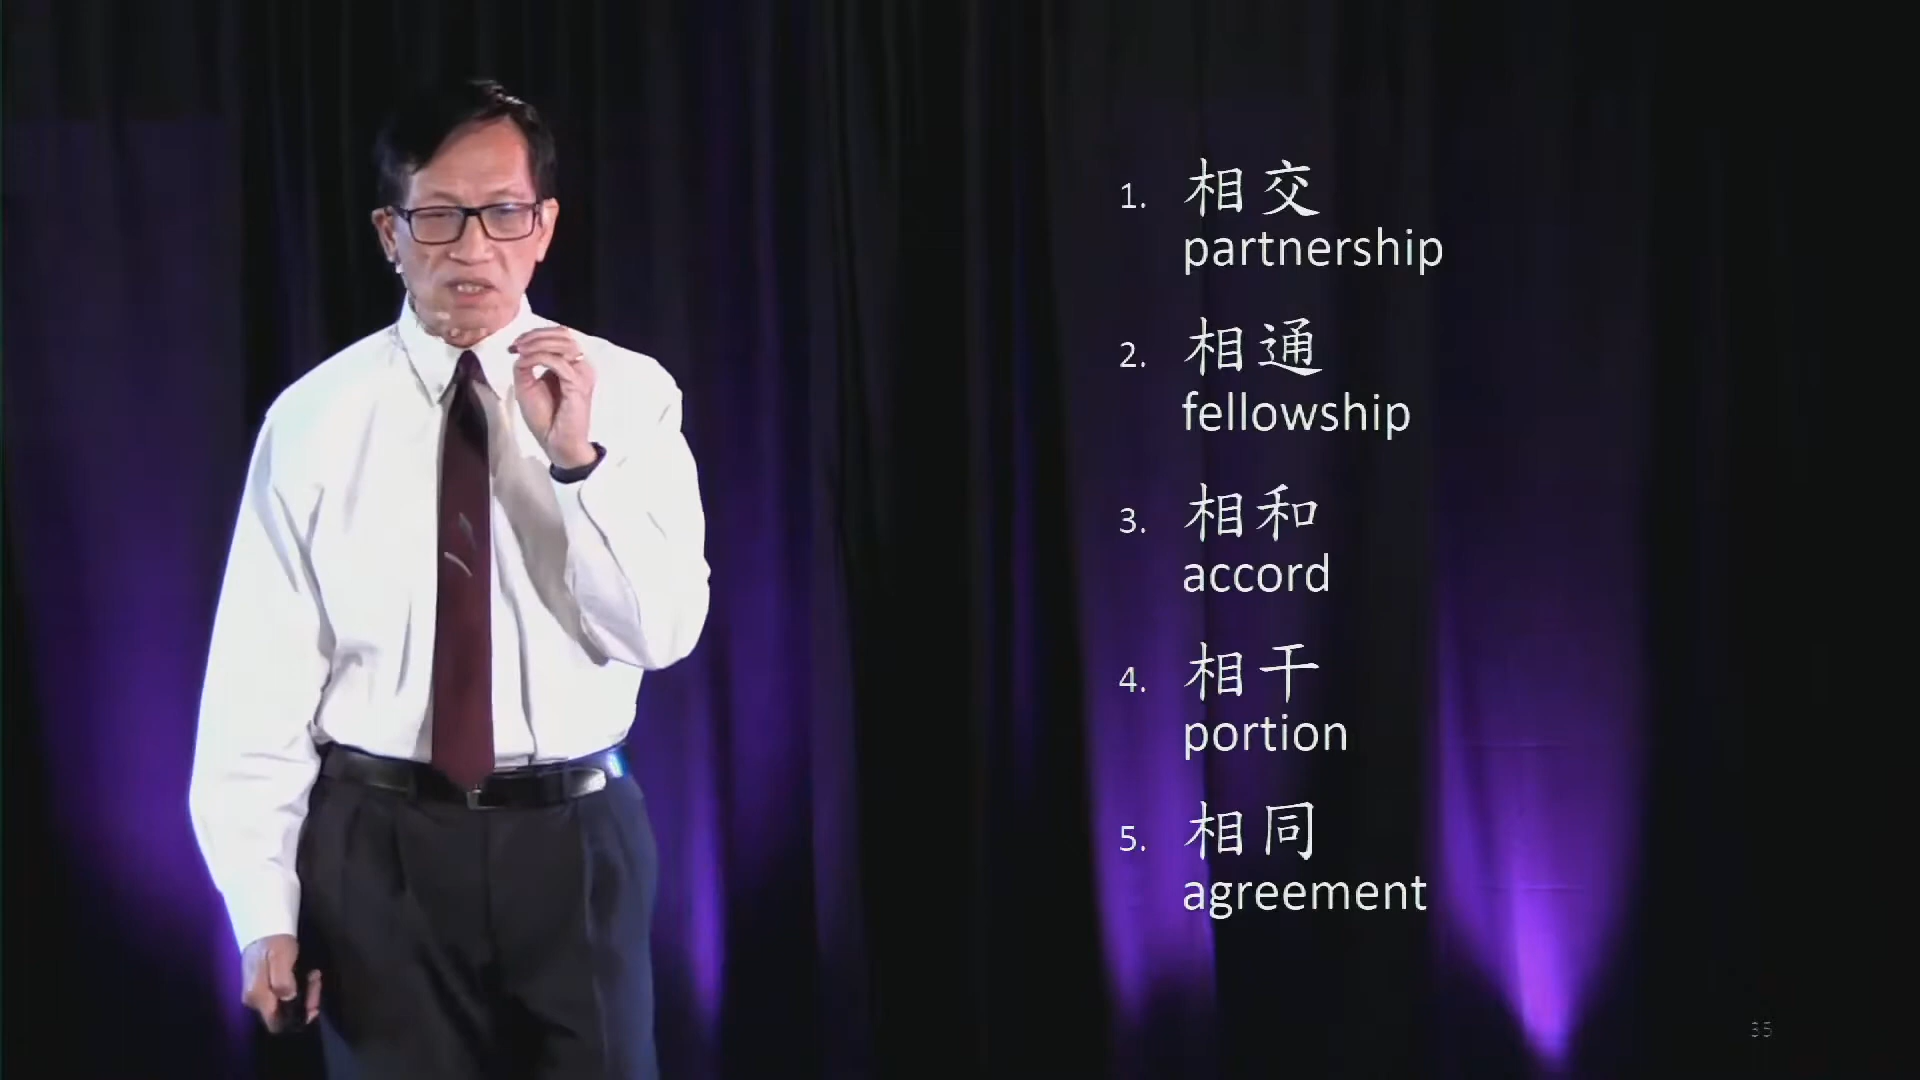 1. 相交
partnership
2. 相通
fellowship
3. 相和
accord
4. 相干
portion
5. 相同
agreement
35